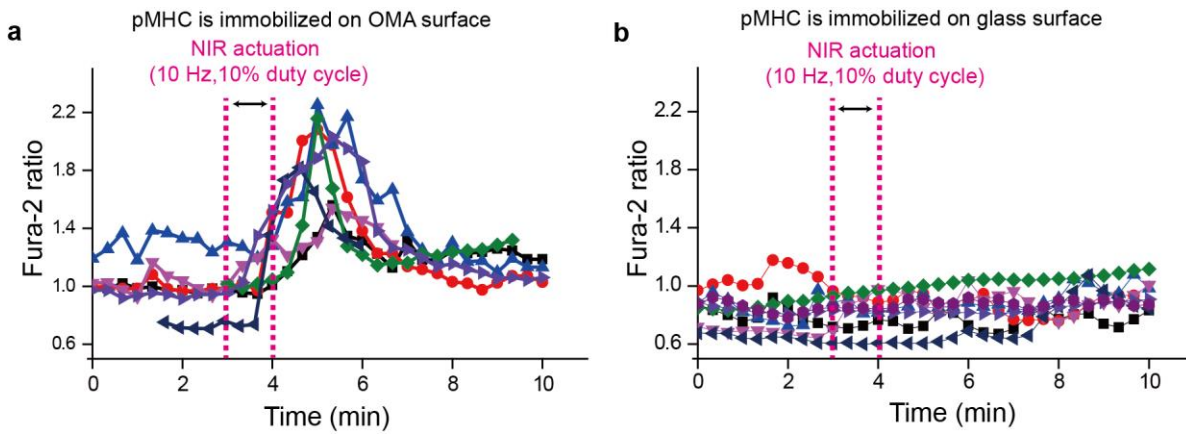 pMHC is immobilized on OMA surface
a
NIR actuation
(10 Hz,10% duty cycle)
2.2
1.8
1.4
1.0
0.6
Fura-2 ratio
0 2 4 6 8 10
Time (min)
pMHC is immobilized on glass surface
b
NIR actuation
(10 Hz,10% duty cycle)
2.2
1.8
1.4
1.0
0.6
Fura-2 ratio
0 2 4 6 8 10
Time (min)